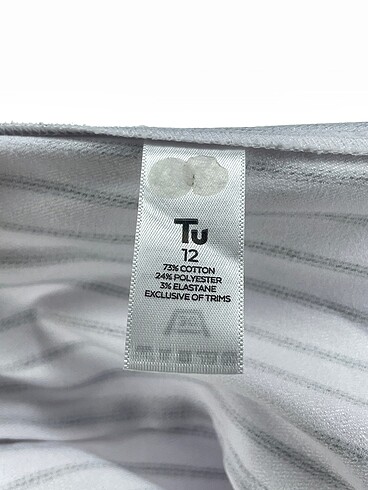 Tu
12
73% COTTON
24% POLYESTER
3% ELASTANE
EXCLUSIVE OF TRIMS